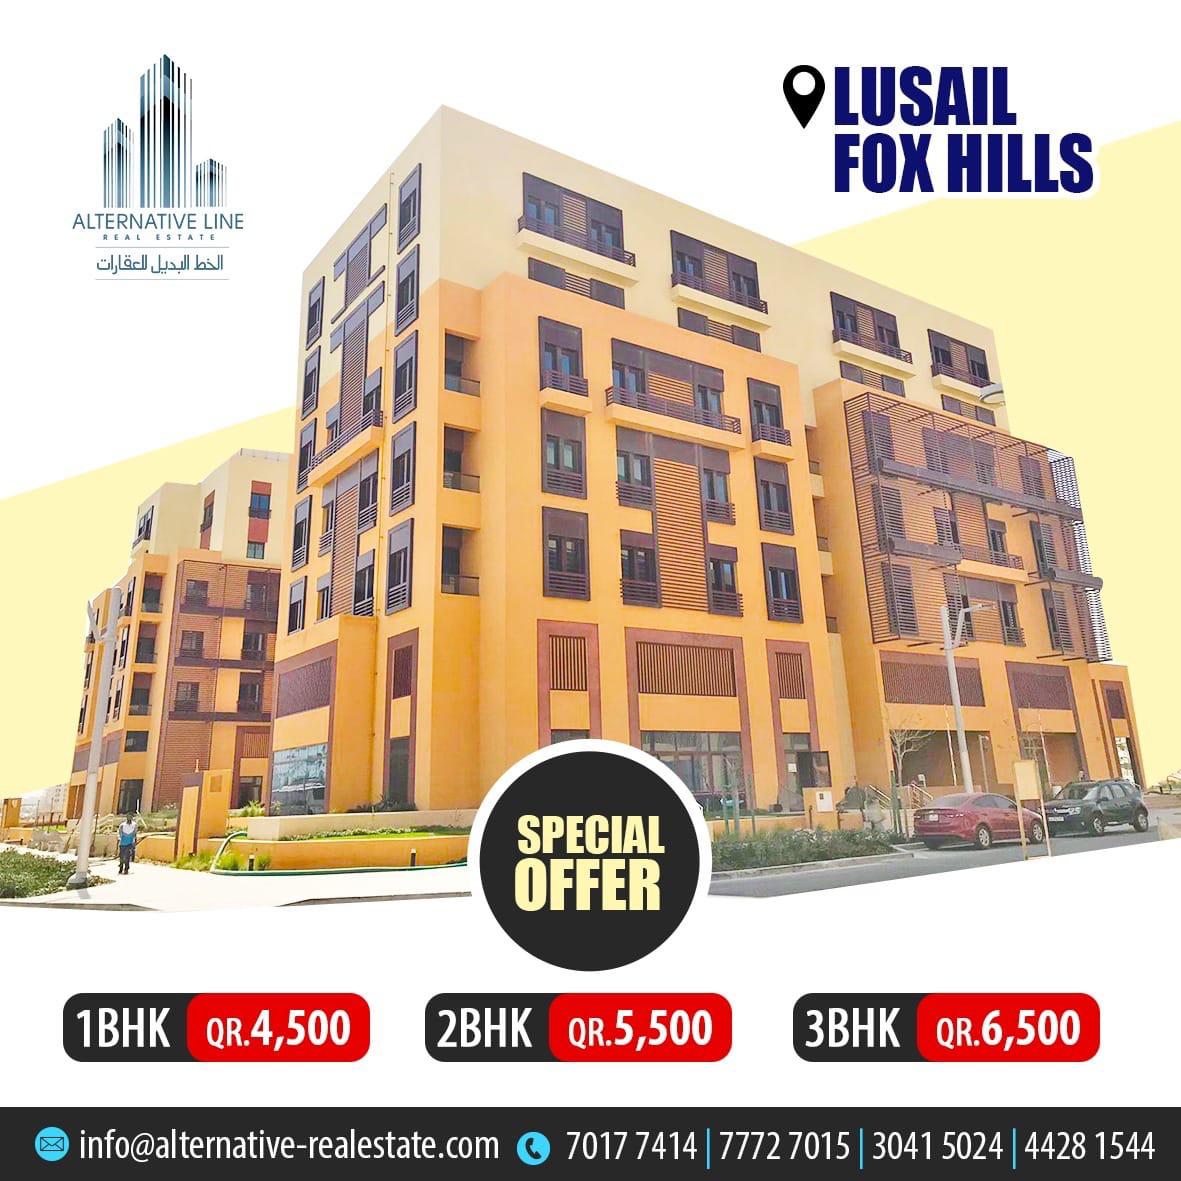 ALTERNATIVE LINE
REAL ESTATE
الخط البديل للعقارات
LUSAIL
FOX HILLS
SPECIAL
OFFER
1BHK QR.4,500
2BHK QR.5,500
3BHK QR.6,500
info@alternative-realestate.com 7017 7414 | 7772 7015 | 3041 5024 | 4428 1544